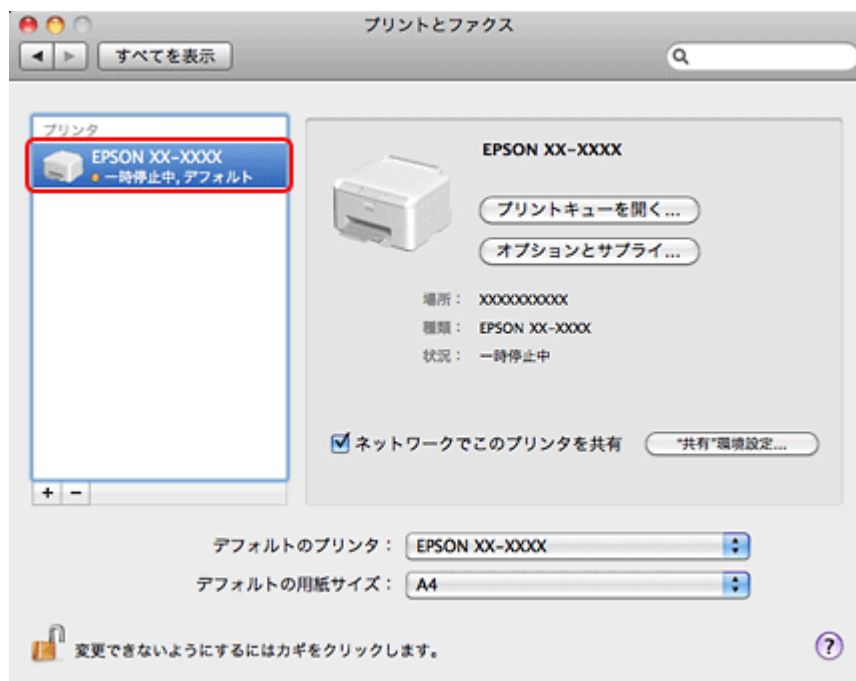 プリントとファクス
すべてを表示
プリンタ
EPSON XX-XXXX
一時停止中, デフォルト
EPSON XX-XXXX
プリントキューを開く...
オプションとサプライ...
場所： XXXXXXXXXX
種類： EPSON XX-XXXX
状況： 一時停止中
ネットワークでこのプリンタを共有 "共有"環境設定...
+ −
デフォルトのプリンタ： EPSON XX-XXXX
デフォルトの用紙サイズ： A4
変更できないようにするにはカギをクリックします。 ?